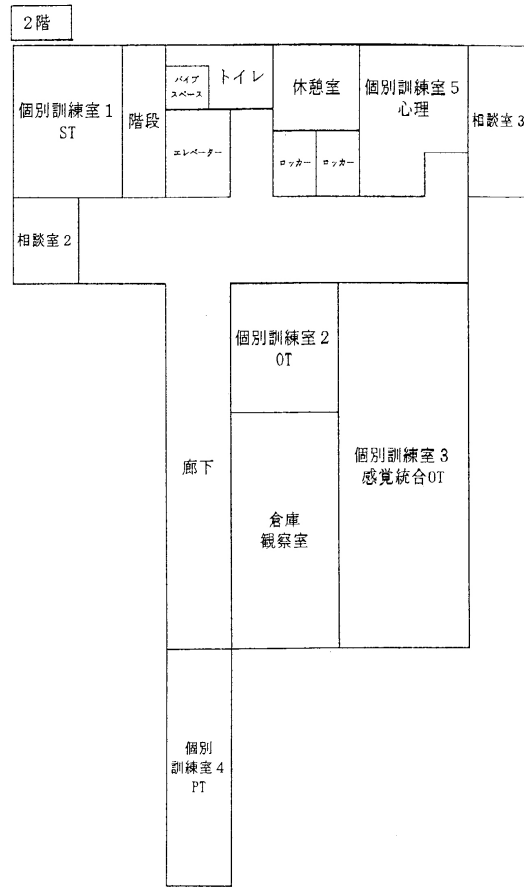 2階
個別訓練室1
ST
階段
パイプ
スペース
トイレ
エレベーター
休憩室
ロッカー
ロッカー
個別訓練室5
心理
相談室3
相談室2
個別訓練室2
OT
廊下
倉庫
観察室
個別訓練室3
感覚統合OT
個別
訓練室4
PT